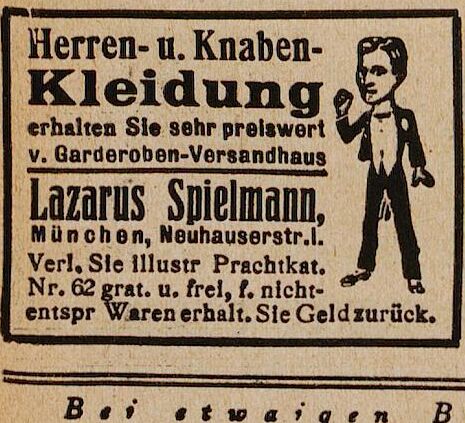 Herren- u. Knaben-
Kleidung
erhalten Sie sehr preiswert
v. Garderoben-Versandhaus
Lazarus Spielmann,
München, Neuhauserstr. 1.
Verl. Sie illustr Prachtkat.
Nr. 62 grat. u. frei, f. nicht-
entspr Waren erhalt. Sie Geld zurück.
Bei etwaigen B